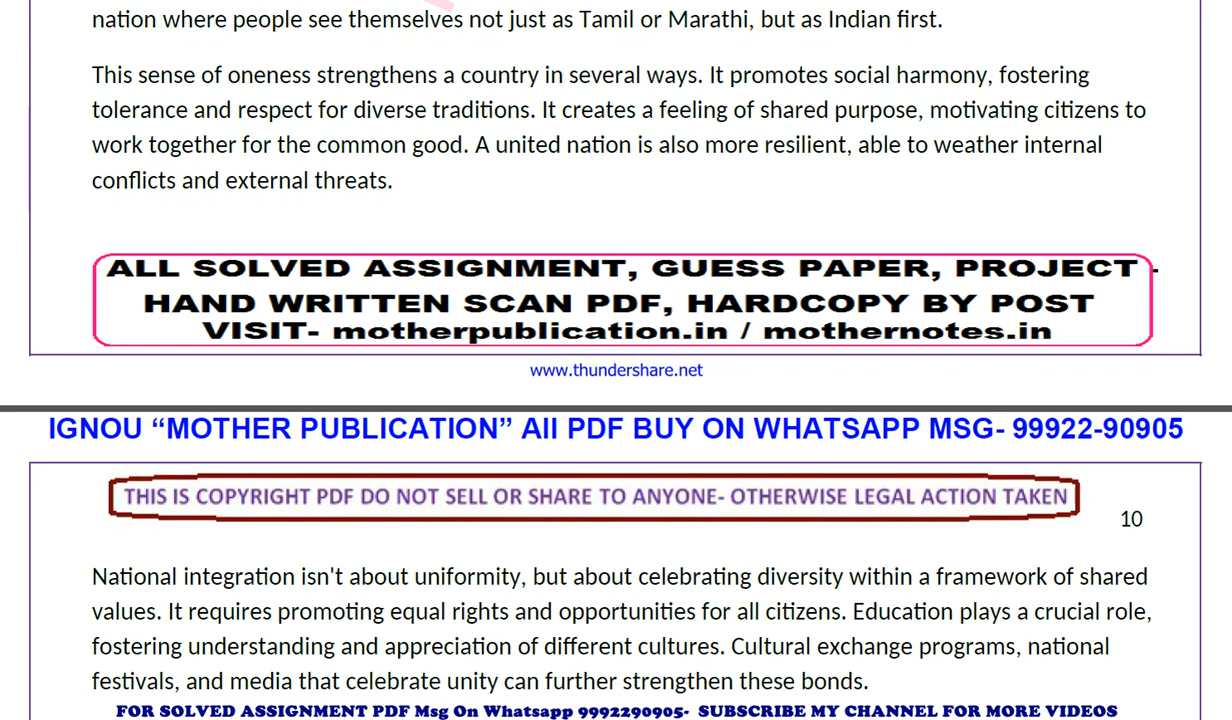 nation where people see themselves not just as Tamil or Marathi, but as Indian first.
This sense of oneness strengthens a country in several ways. It promotes social harmony, fostering
tolerance and respect for diverse traditions. It creates a feeling of shared purpose, motivating citizens to
work together for the common good. A united nation is also more resilient, able to weather internal
conflicts and external threats.
ALL SOLVED ASSIGNMENT, GUESS PAPER, PROJECT -
HAND WRITTEN SCAN PDF, HARDCOPY BY POST
VISIT- motherpublication.in / mothernotes.in
www.thundershare.net
IGNOU “MOTHER PUBLICATION” All PDF BUY ON WHATSAPP MSG- 99922-90905
THIS IS COPYRIGHT PDF DO NOT SELL OR SHARE TO ANYONE- OTHERWISE LEGAL ACTION TAKEN
10
National integration isn't about uniformity, but about celebrating diversity within a framework of shared
values. It requires promoting equal rights and opportunities for all citizens. Education plays a crucial role,
fostering understanding and appreciation of different cultures. Cultural exchange programs, national
festivals, and media that celebrate unity can further strengthen these bonds.
FOR SOLVED ASSIGNMENT PDF Msg On Whatsapp 9992290905- SUBSCRIBE MY CHANNEL FOR MORE VIDEOS